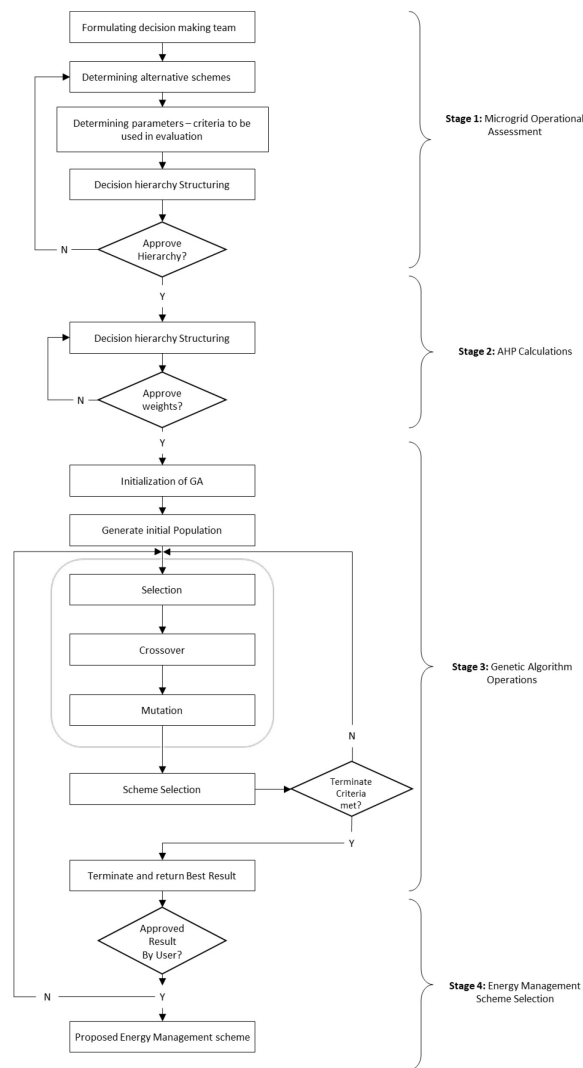 Formulating decision making team
Determining alternative schemes
Determining parameters – criteria to be
used in evaluation
Stage 1: Microgrid Operational
Assessment
Decision hierarchy Structuring
Approve
Hierarchy?
N
Y
Decision hierarchy Structuring
Stage 2: AHP Calculations
Approve
weights?
N
Y
Initialization of GA
Generate initial Population
Selection
Crossover
Stage 3: Genetic Algorithm
Operations
Mutation
N
Scheme Selection
Terminate
Criteria
met?
Y
Terminate and return Best Result
Approved
Result
By User?
Stage 4: Energy Management
Scheme Selection
N
Y
Proposed Energy Management scheme